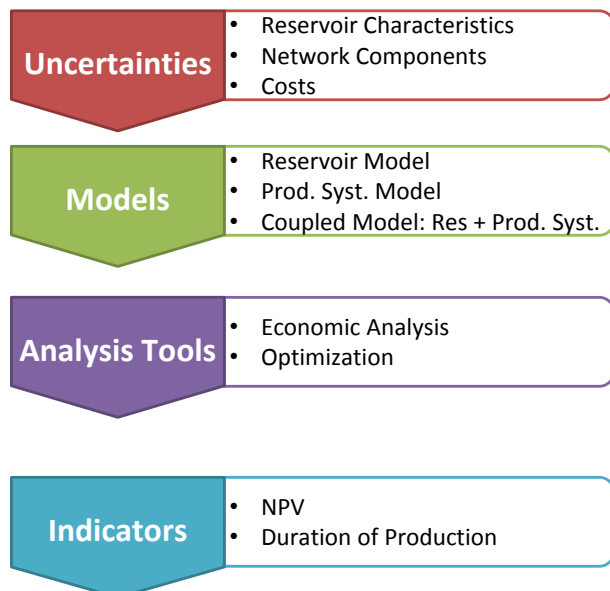 Uncertainties
• Reservoir Characteristics
• Network Components
• Costs
Models
• Reservoir Model
• Prod. Syst. Model
• Coupled Model: Res + Prod. Syst.
Analysis Tools
• Economic Analysis
• Optimization
Indicators
• NPV
• Duration of Production